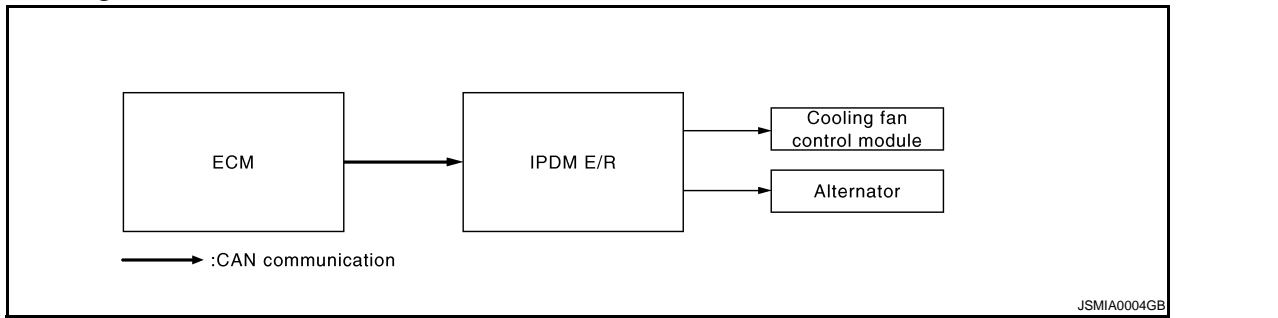 ECM
IPDM E/R
Cooling fan
control module
Alternator
:CAN communication
JSMIA0004GB